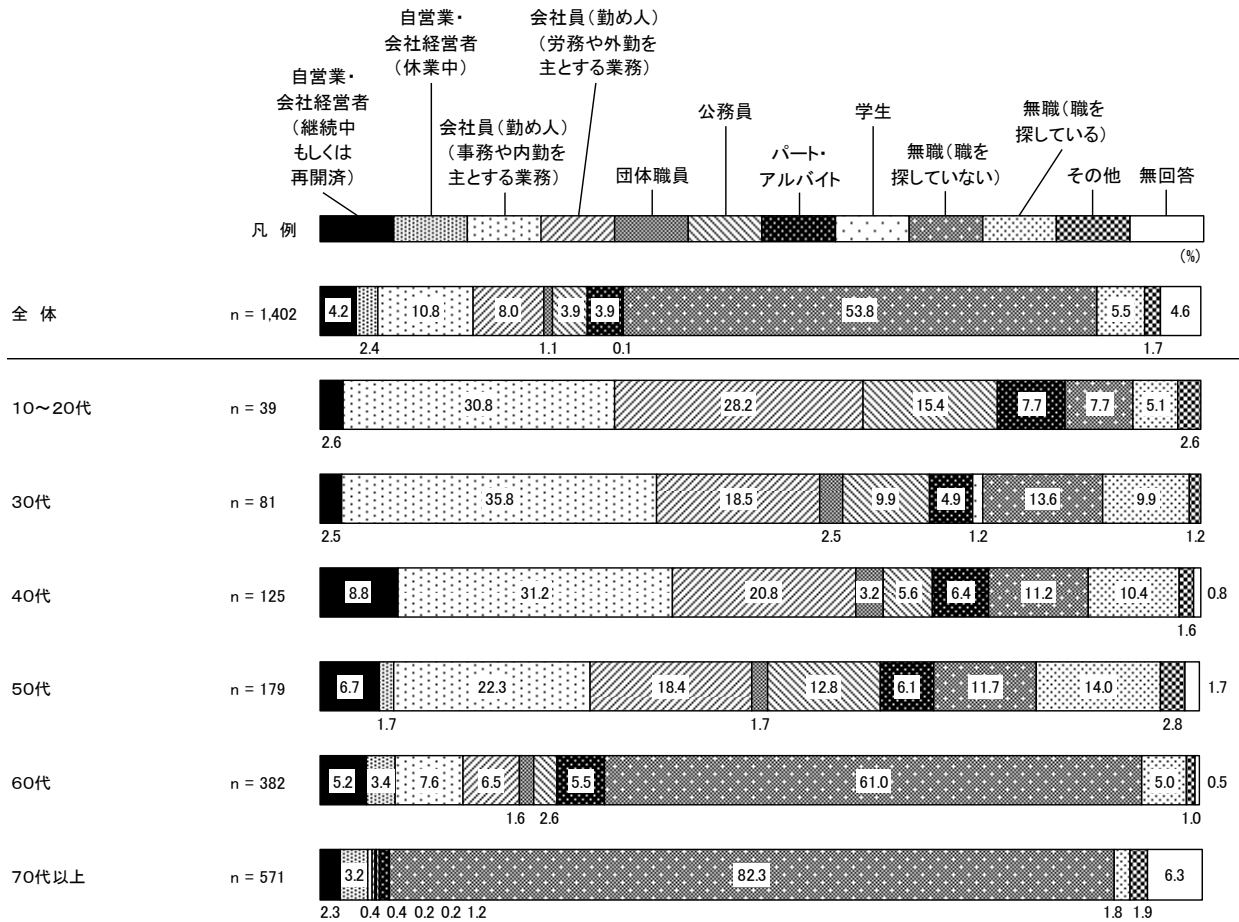 自営業・
会社経営者
(継続中
もしくは
再開済)
自営業・
会社経営者
(休業中)
会社員(勤め人)
(事務や内勤を
主とする業務)
会社員(勤め人)
(労務や外勤を
主とする業務)
団体職員
公務員
パート・
アルバイト
学生
無職(職を
探していない)
無職(職を
探している)
その他
無回答
凡 例
(%)
全 体
n = 1,402
4.2
10.8
8.0
3.9
3.9
53.8
5.5
4.6
2.4
1.1
0.1
1.7
10～20代
n = 39
30.8
28.2
15.4
7.7
7.7
5.1
2.6
2.6
30代
n = 81
35.8
18.5
9.9
4.9
13.6
9.9
2.5
2.5
1.2
1.2
40代
n = 125
8.8
31.2
20.8
3.2
5.6
6.4
11.2
10.4
0.8
1.6
50代
n = 179
6.7
22.3
18.4
12.8
6.1
11.7
14.0
1.7
1.7
1.7
2.8
60代
n = 382
5.2
3.4
7.6
6.5
5.5
61.0
5.0
0.5
1.6
2.6
1.0
70代以上
n = 571
3.2
82.3
6.3
2.3
0.4
0.4
0.2
0.2
1.2
1.8
1.9